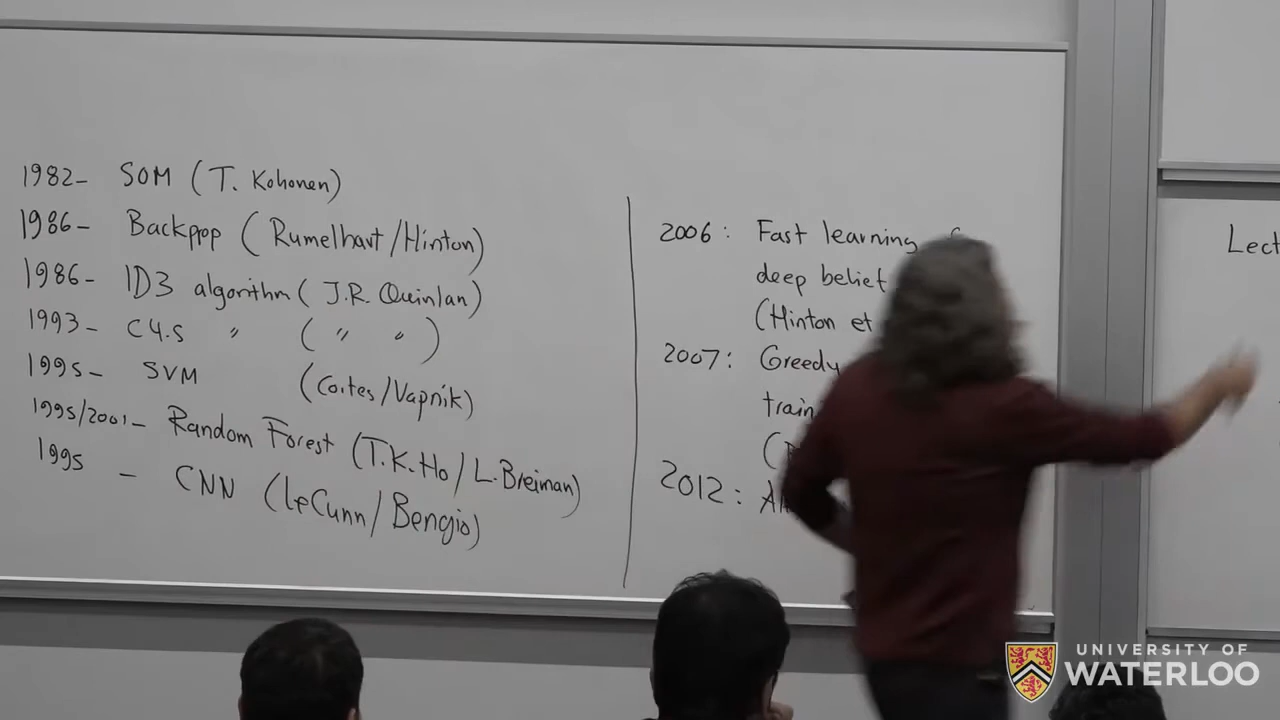 1982- SOM (T. Kohonen)
1986- Backprop (Rumelhart/Hinton)
1986- ID3 algorithm (J.R. Quinlan)
1993- C4.5 〃 (〃 〃)
1995- SVM (Cortes/Vapnik)
1995/2001- Random Forest (T.K.Ho/L.Breiman)
1995 - CNN (leCunn/Bengio)
2006: Fast learning
deep belief
(Hinton et
2007: Greedy
train
2012:
Lect
UNIVERSITY OF
WATERLOO